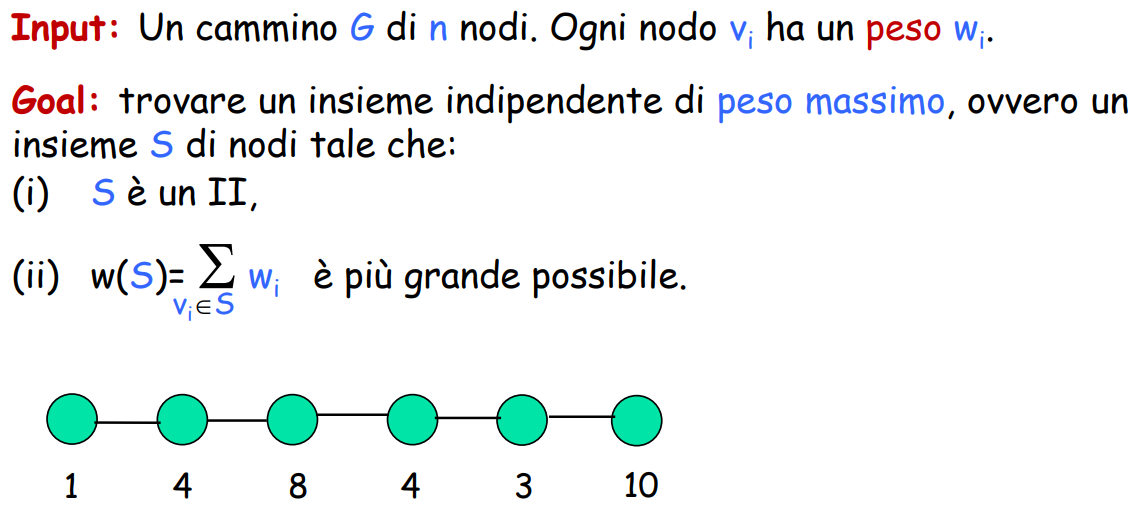 Input: Un cammino G di n nodi. Ogni nodo vi ha un peso wi.
Goal: trovare un insieme indipendente di peso massimo, ovvero un
insieme S di nodi tale che:
(i) S è un II,
(ii) w(S)= ∑ wi è più grande possibile.
vi∈S
1 4 8 4 3 10